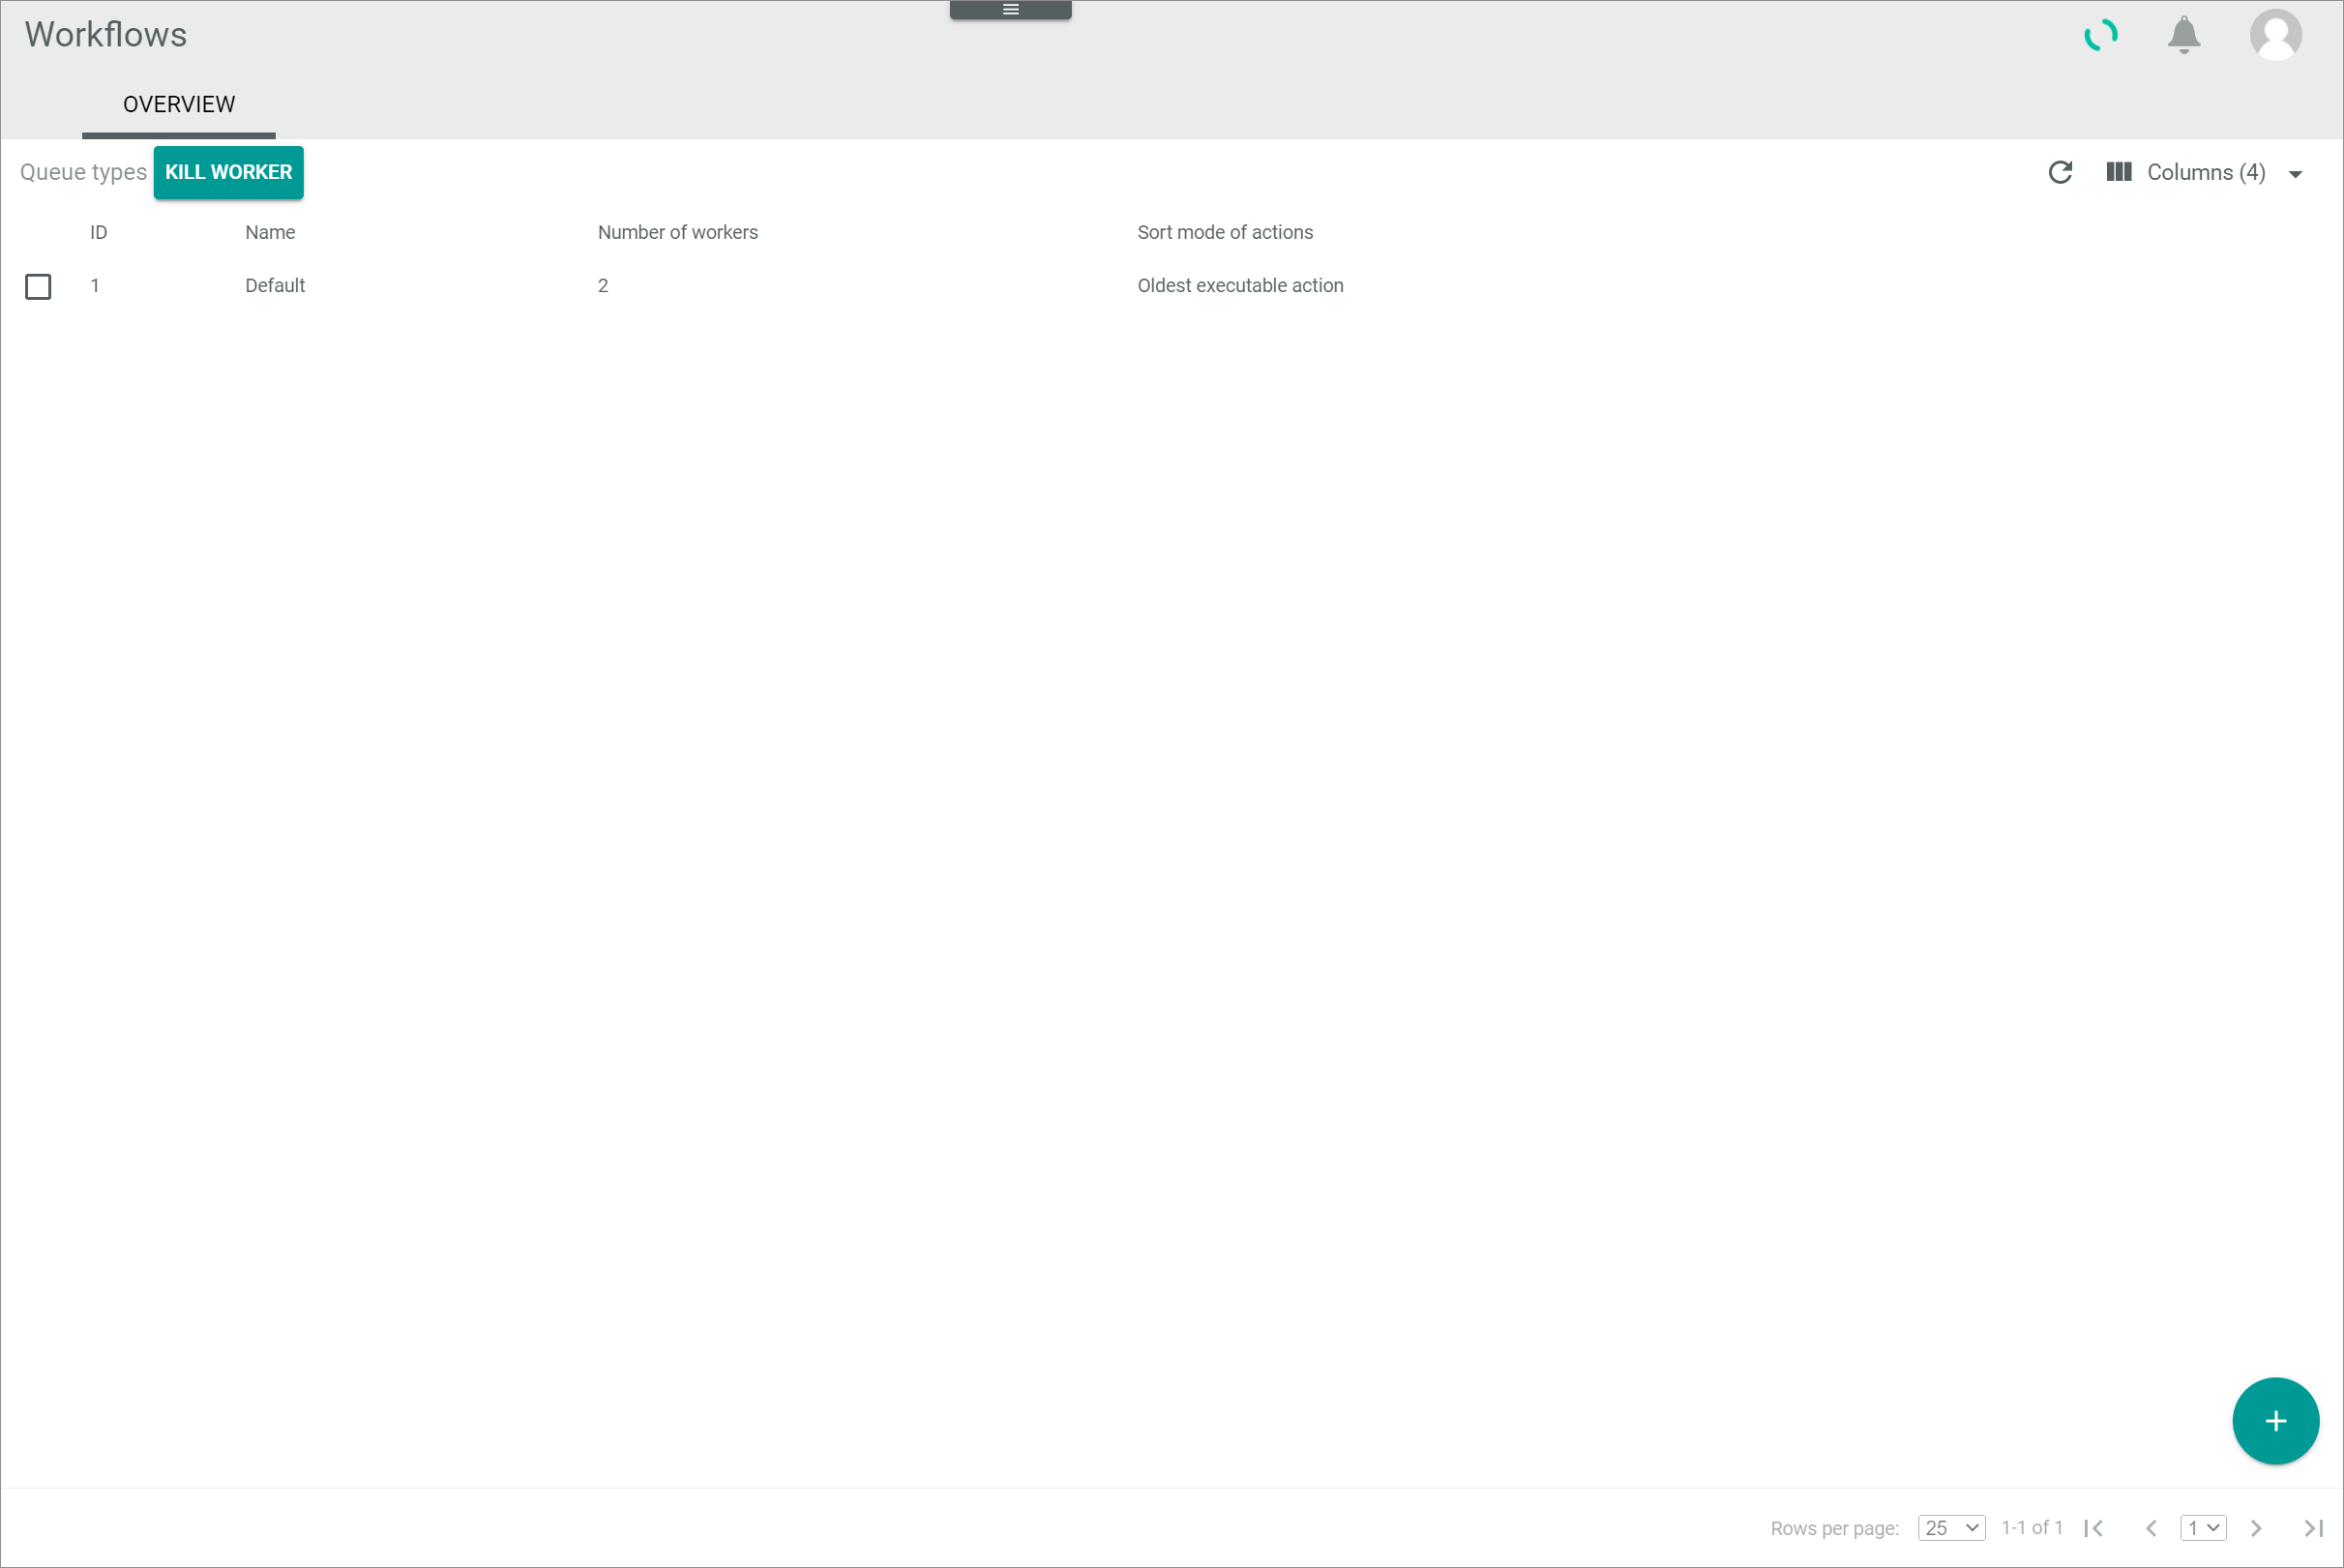 Workflows
OVERVIEW
Queue types KILL WORKER Columns (4)
ID Name Number of workers Sort mode of actions
1 Default 2 Oldest executable action
Rows per page: 25 1-1 of 1 1